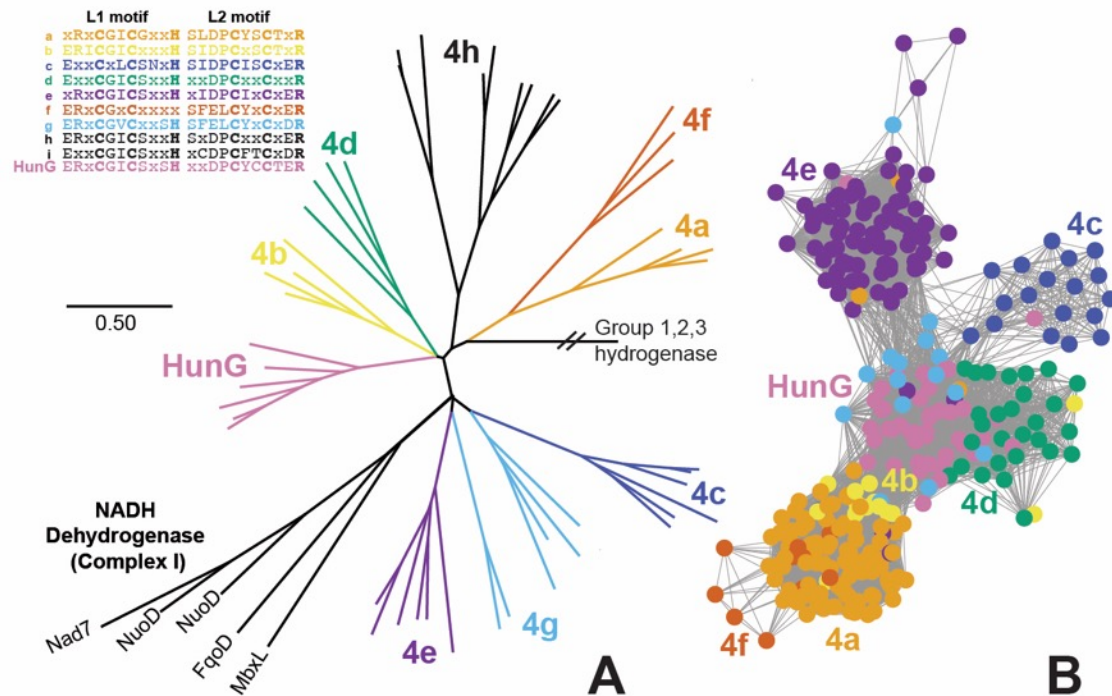 L1 motif L2 motif
a xRxCGICGxxH SLDPCYSCTxR
b ERICGICxxxH SIDPCxSCTxR
c ExxCxLCSNxH SIDPCISCxER
d ExxCGICSxxH xxDPCxxCxxR
e xRxCGICGxxH xIDPCIxCxER
f ERxCGxCxxxx SFELCYxCxER
g ERxCGVCxxSH SFELCYxCxDR
h ERxCGICSxxH SxDPCxxCxER
i ExxCGICSxxH xCDPCFTCxDR
HunG ERxCGICSxSH xxDPCYCCTER
0.50
4h
4f
4d
4a
4b
Group 1,2,3
hydrogenase
HunG
NADH
Dehydrogenase
(Complex I)
4c
Nad7
NuoD
NuoD
FqoD
MbxL
4e
4g
A
4e
4c
HunG
4b
4d
4f
4a
B